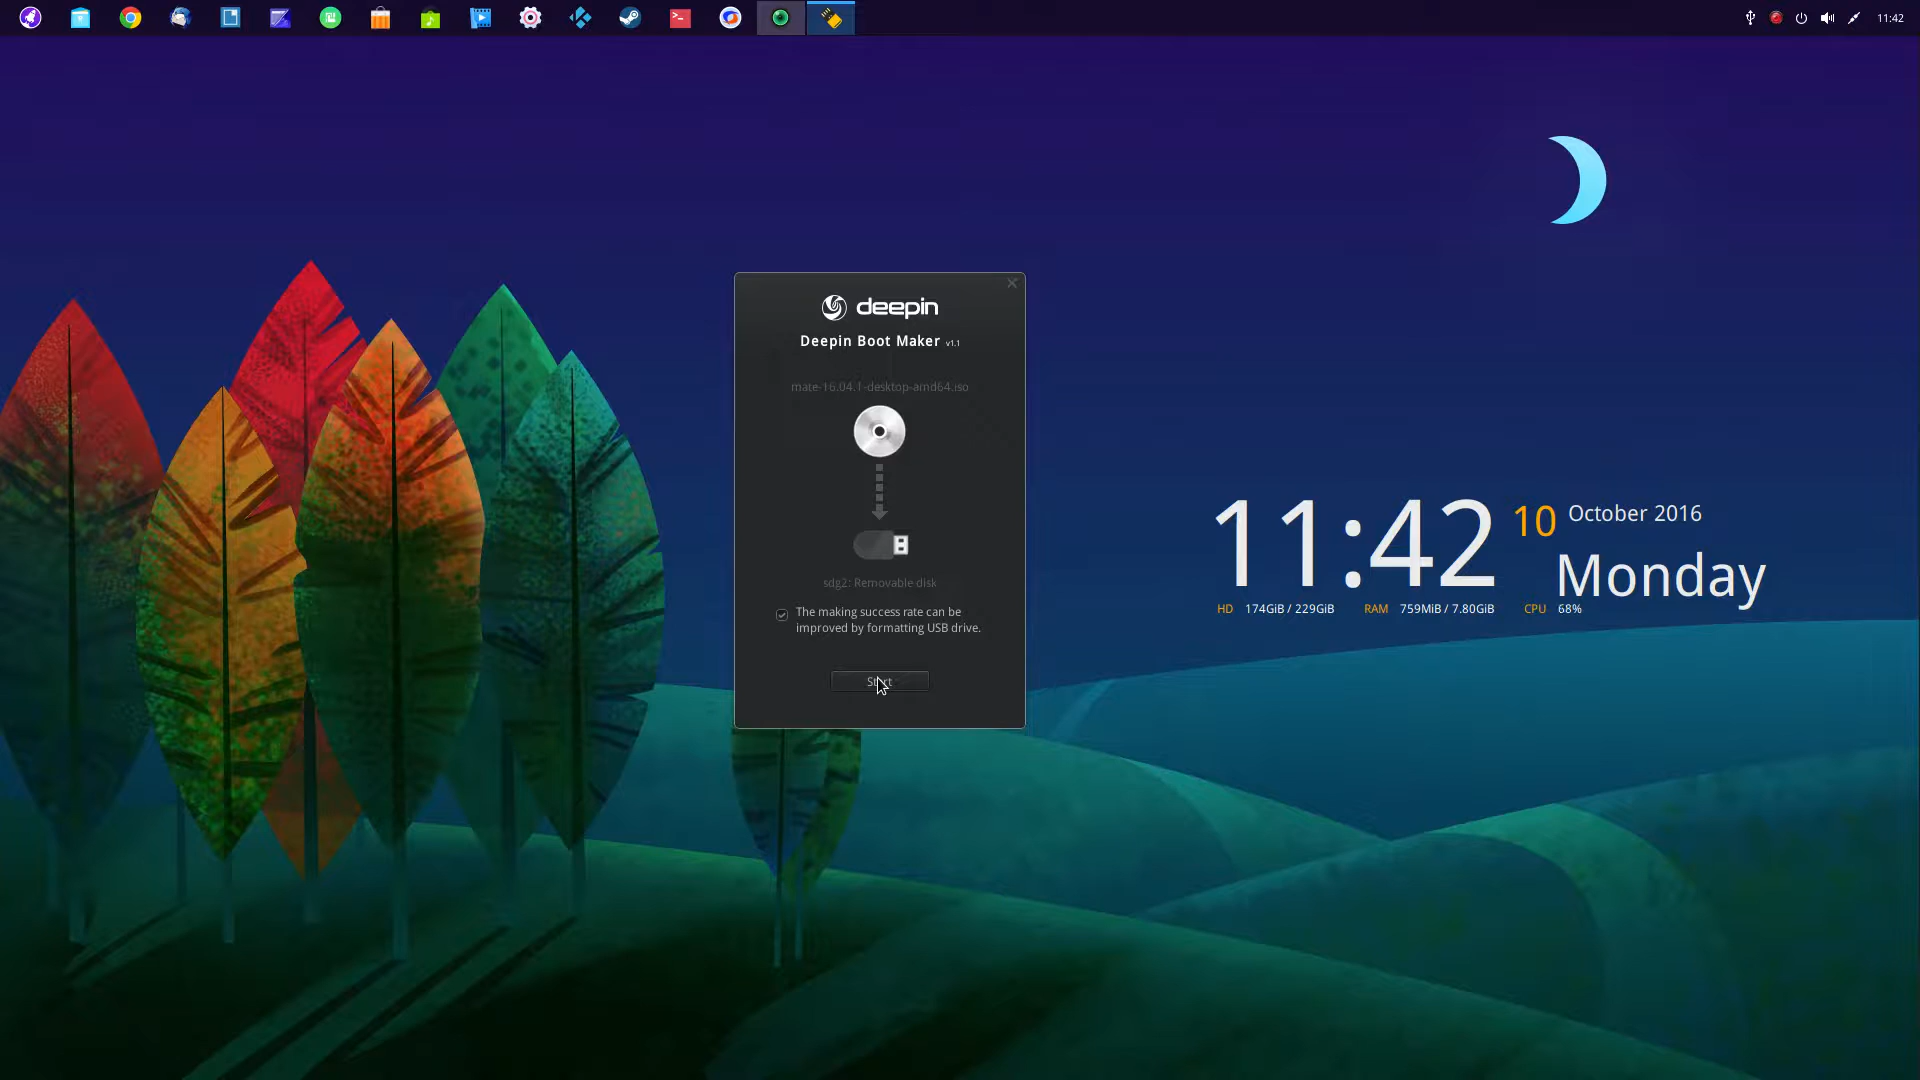 11:42
deepin
Deepin Boot Maker v1.1
mate-16.04.1-desktop-amd64.iso
sdg2: Removable disk
The making success rate can be
improved by formatting USB drive.
Start
11:42 10 October 2016
Monday
HD 174GiB / 229GiB RAM 759MiB / 7.80GiB CPU 68%